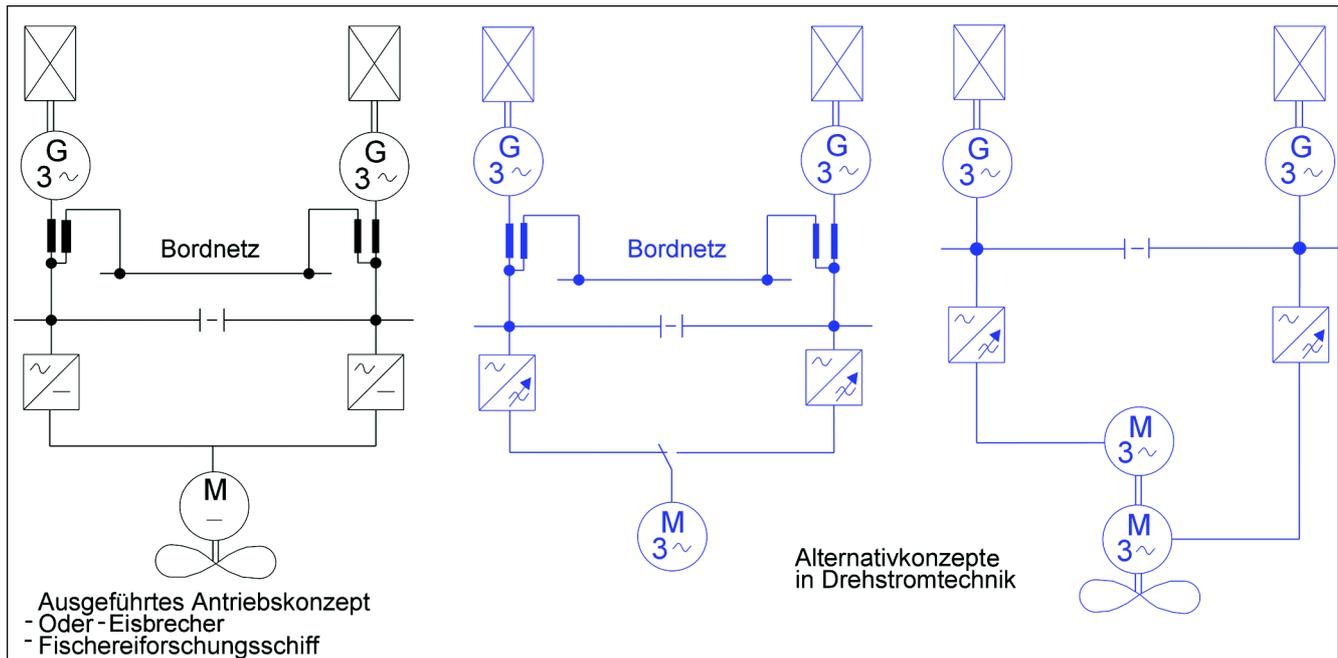 G
3 ~
G
3 ~
Bordnetz
M
—
Ausgeführtes Antriebskonzept
- Oder-Eisbrecher
- Fischereiforschungsschiff
G
3 ~
G
3 ~
Bordnetz
M
3 ~
G
3 ~
G
3 ~
M
3 ~
M
3 ~
Alternativkonzepte
in Drehstromtechnik